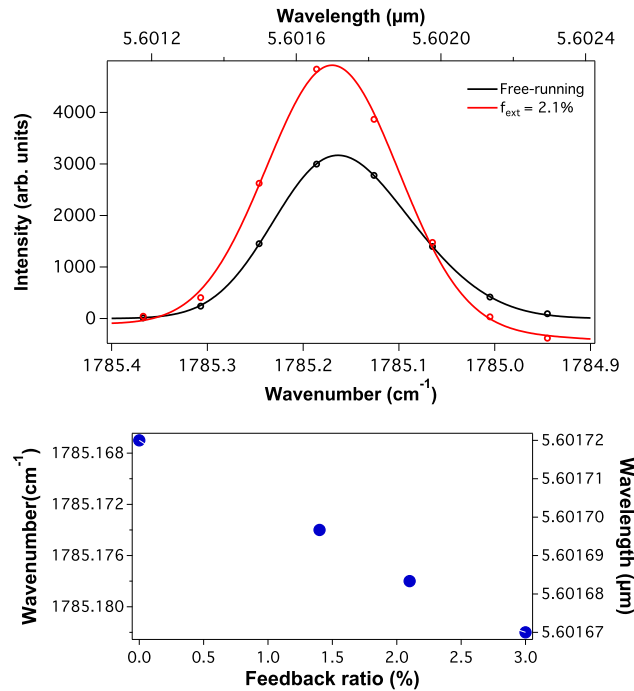 Wavelength (µm)
5.6012 5.6016 5.6020 5.6024
Intensity (arb. units)
4000
3000
2000
1000
0
Free-running
f_ext = 2.1%
1785.4 1785.3 1785.2 1785.1 1785.0 1784.9
Wavenumber (cm⁻¹)
Wavenumber(cm⁻¹)
1785.168
1785.172
1785.176
1785.180
5.60172
5.60171
5.60170
5.60169
5.60168
5.60167
Wavelength (µm)
0.0 0.5 1.0 1.5 2.0 2.5 3.0
Feedback ratio (%)